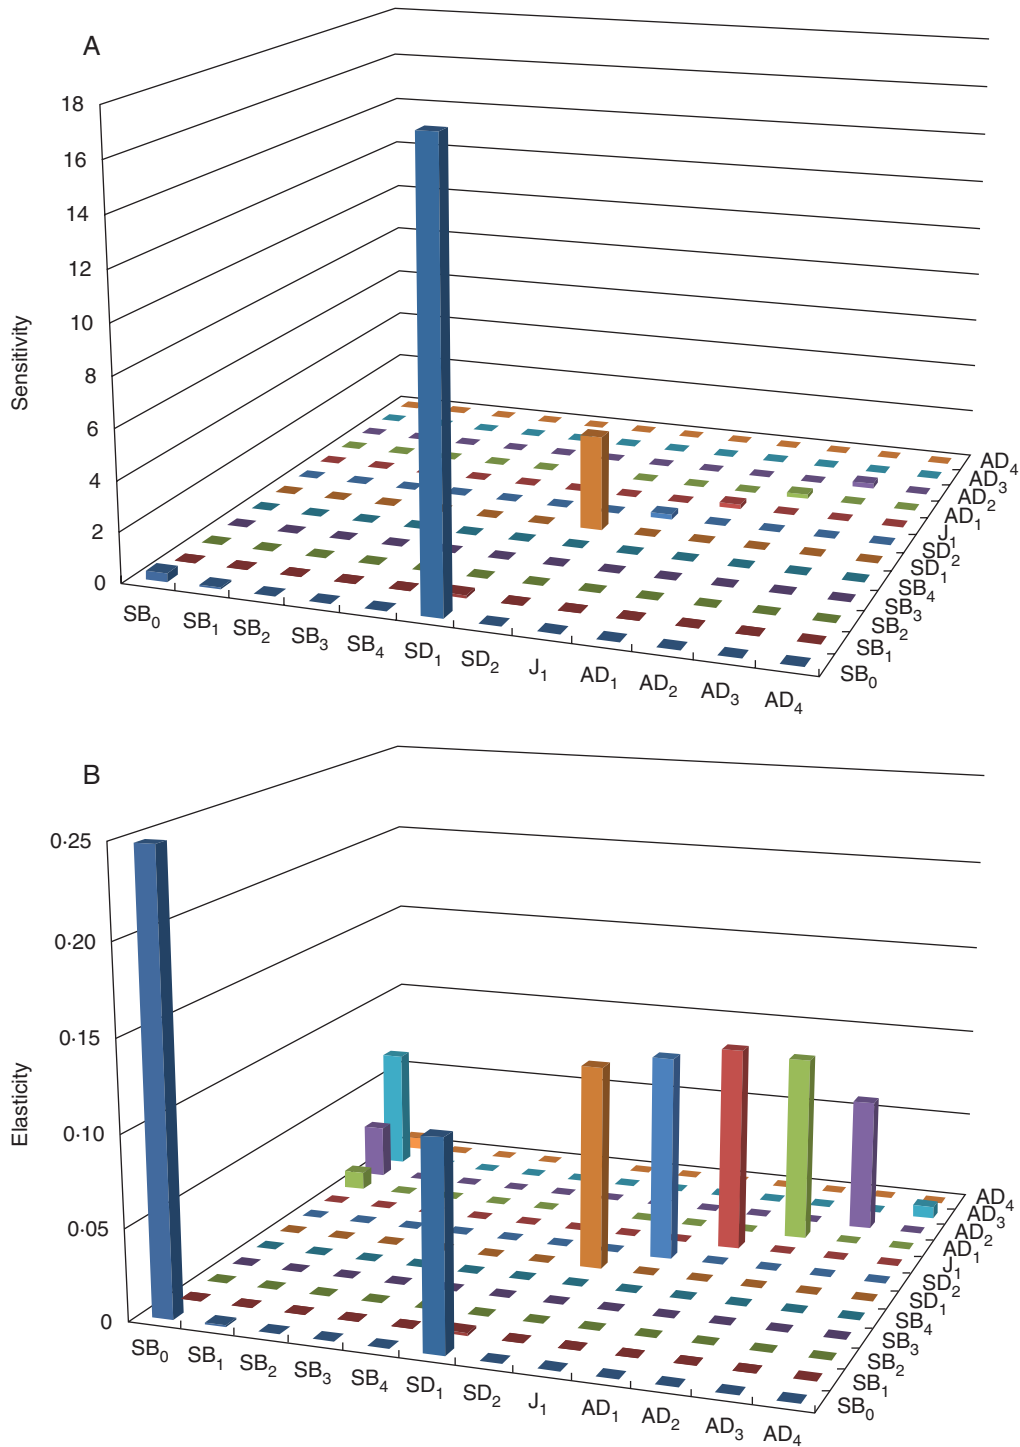 A
18
16
14
12
10
8
6
4
2
0
Sensitivity
SB0 SB1 SB2 SB3 SB4 SD1 SD2 J1 AD1 AD2 AD3 AD4
AD4
AD3
AD2
AD1
J1
SD2
SD1
SB4
SB3
SB2
SB1
SB0
B
0·25
0·20
0·15
0·10
0·05
0
Elasticity
SB0 SB1 SB2 SB3 SB4 SD1 SD2 J1 AD1 AD2 AD3 AD4
AD4
AD3
AD2
AD1
J1
SD2
SD1
SB4
SB3
SB2
SB1
SB0